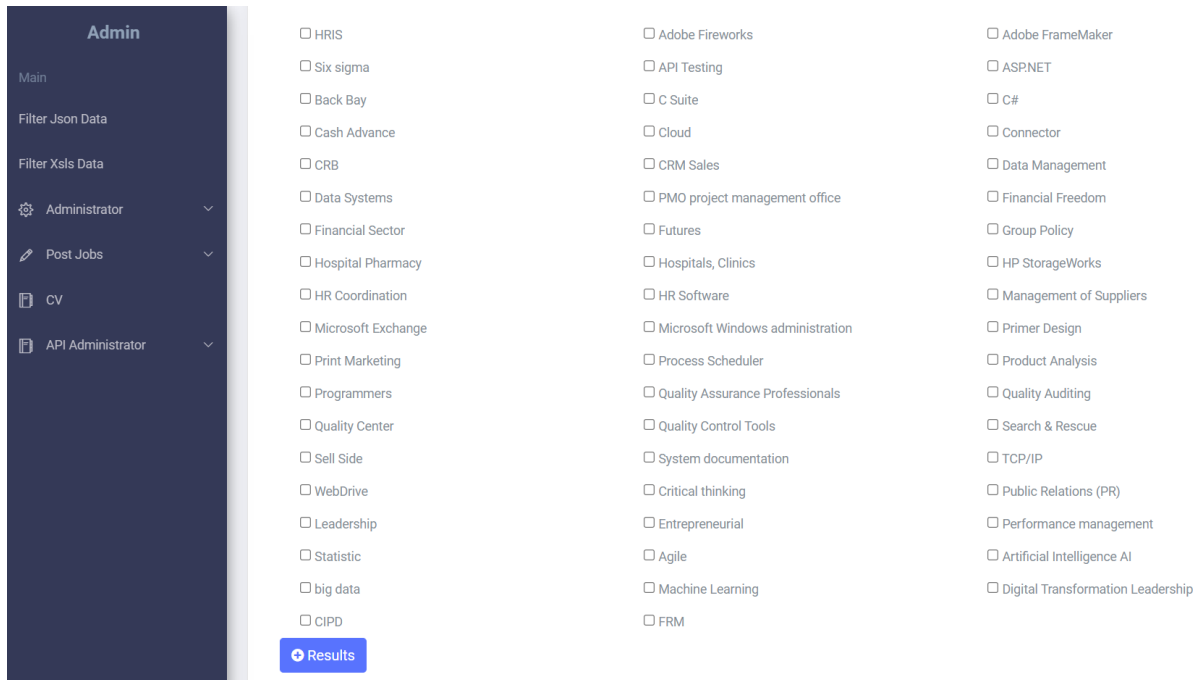 Admin
Main
Filter Json Data
Filter Xsls Data
Administrator
Post Jobs
CV
API Administrator
HRIS
Adobe Fireworks
Adobe FrameMaker
Six sigma
API Testing
ASP.NET
Back Bay
C Suite
C#
Cash Advance
Cloud
Connector
CRB
CRM Sales
Data Management
Data Systems
PMO project management office
Financial Freedom
Financial Sector
Futures
Group Policy
Hospital Pharmacy
Hospitals, Clinics
HP StorageWorks
HR Coordination
HR Software
Management of Suppliers
Microsoft Exchange
Microsoft Windows administration
Primer Design
Print Marketing
Process Scheduler
Product Analysis
Programmers
Quality Assurance Professionals
Quality Auditing
Quality Center
Quality Control Tools
Search & Rescue
Sell Side
System documentation
TCP/IP
WebDrive
Critical thinking
Public Relations (PR)
Leadership
Entrepreneurial
Performance management
Statistic
Agile
Artificial Intelligence AI
big data
Machine Learning
Digital Transformation Leadership
CIPD
FRM
Results